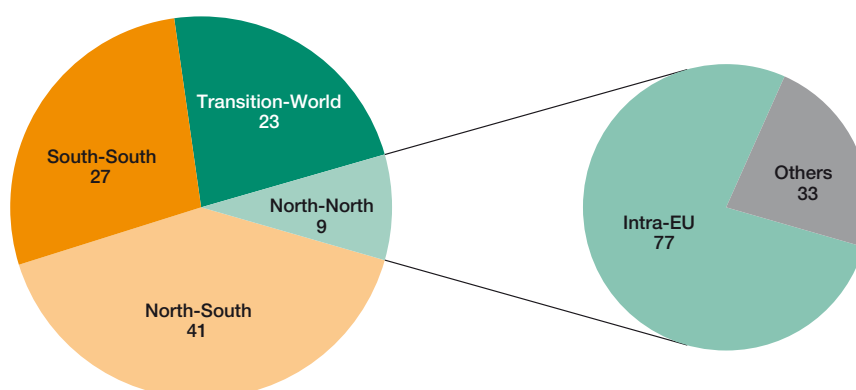 Transition-World
23
South-South
27
North-North
9
North-South
41
Intra-EU
77
Others
33